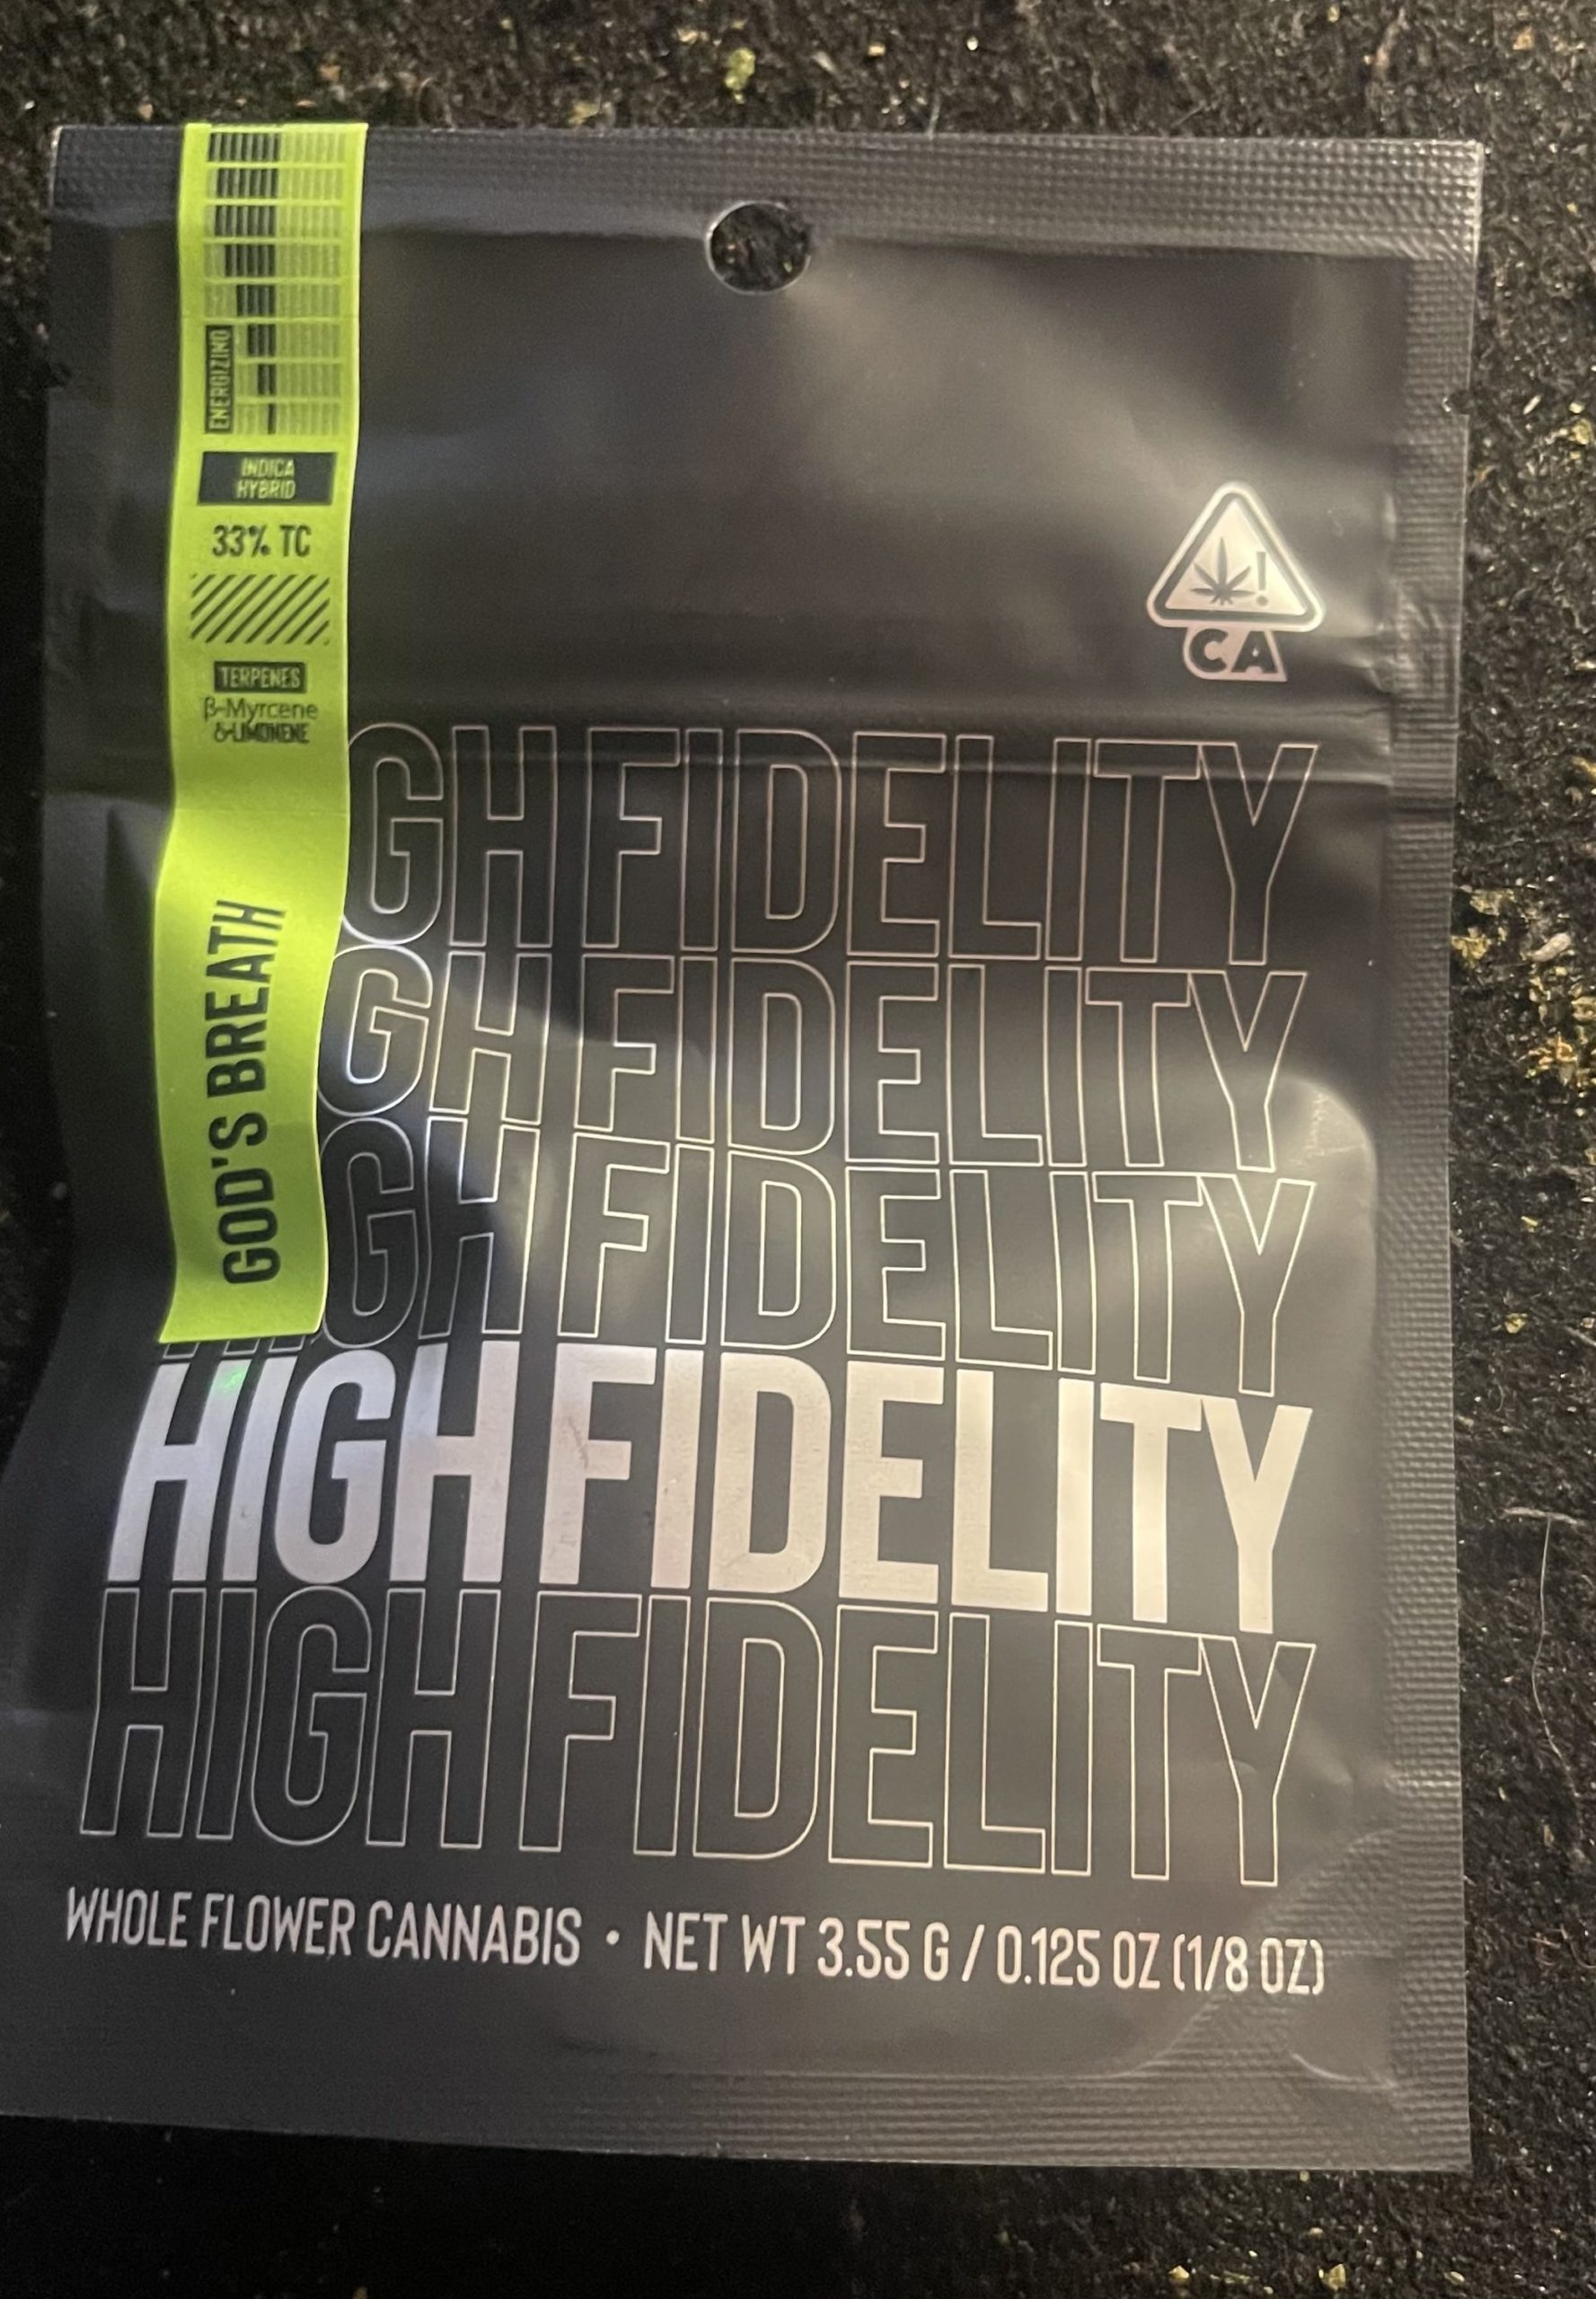 ENERGIZING
INDICA
HYBRID
33% TC
TERPENES
β-Myrcene
&-LIMONENE
GOD'S BREATH
CA
GH FIDELITY
GH FIDELITY
GH FIDELITY
HIGH FIDELITY
HIGH FIDELITY
WHOLE FLOWER CANNABIS • NET WT 3.55 G / 0.125 OZ (1/8 OZ)